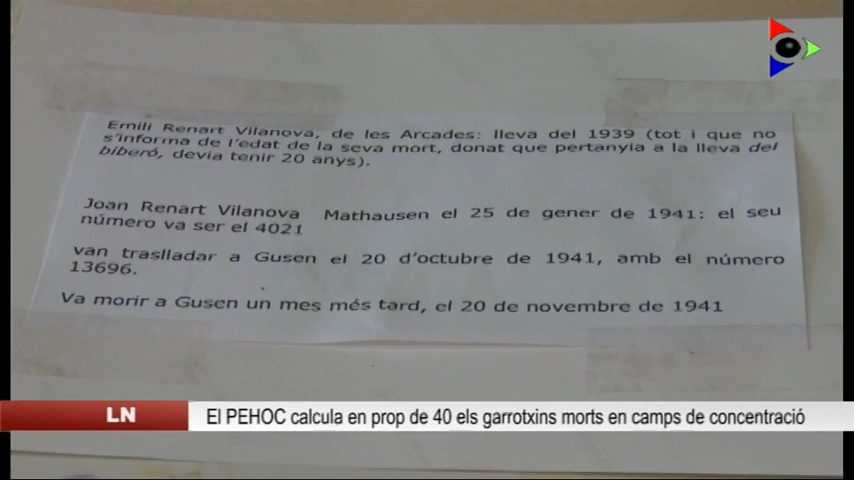 Emili Renart Vilanova, de les Arcades: lleva del 1939 (tot i que no
s'informa de l'edat de la seva mort, donat que pertanyia a la lleva del
biberó, devia tenir 20 anys).
Joan Renart Vilanova Mathausen el 25 de gener de 1941: el seu
número va ser el 4021
van traslladar a Gusen el 20 d'octubre de 1941, amb el número
13696.
Va morir a Gusen un mes més tard, el 20 de novembre de 1941
LN El PEHOC calcula en prop de 40 els garrotxins morts en camps de concentració